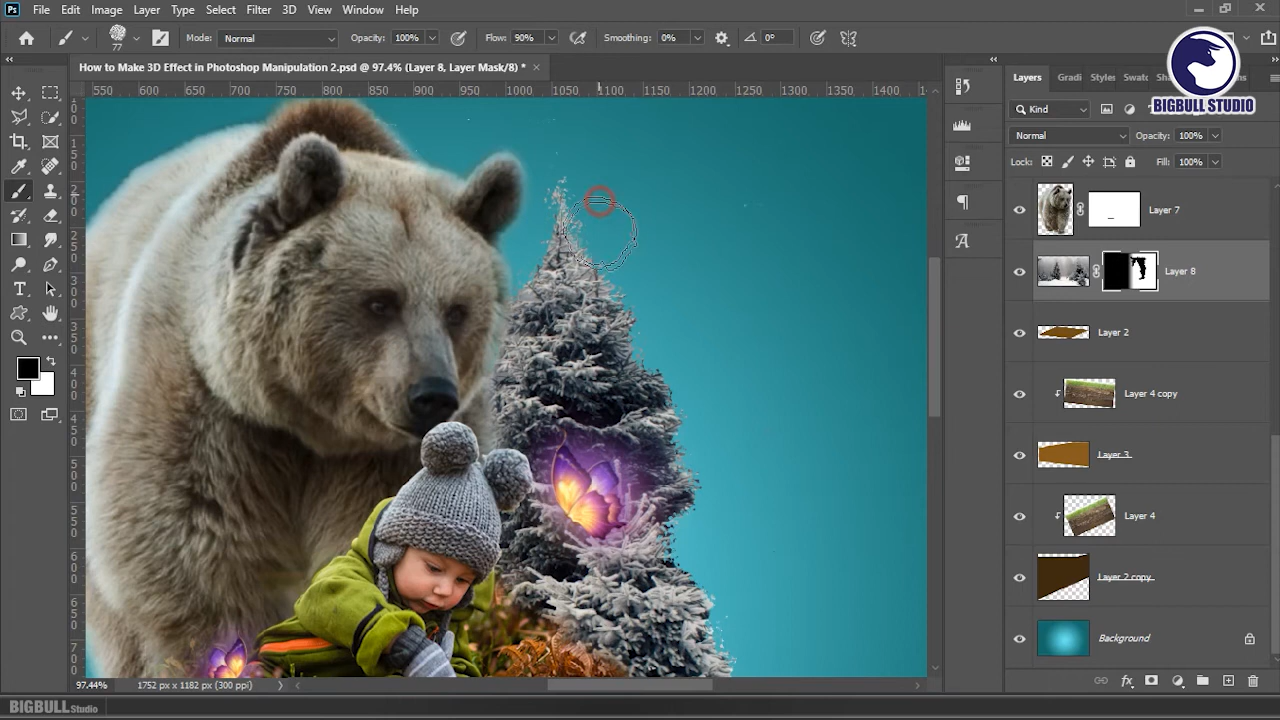 Ps File Edit Image Layer Type Select Filter 3D View Window Help
77 Mode: Normal Opacity: 100% Flow: 90% Smoothing: 0% 0°
How to Make 3D Effect in Photoshop Manipulation 2.psd @ 97.4% (Layer 8, Layer Mask/8) *
550 600 650 700 750 800 850 900 950 1000 1050 1100 1150 1200 1250 1300 1350 1400
Layers Gradi Styles Swatc
BIGBULL STUDIO
Kind
Normal Opacity: 100%
Lock: Fill: 100%
Layer 7
Layer 8
Layer 2
Layer 4 copy
Layer 3
Layer 4
Layer 2 copy
Background
97.44% 1752 px x 1182 px (300 ppi)
BIGBULL Studio